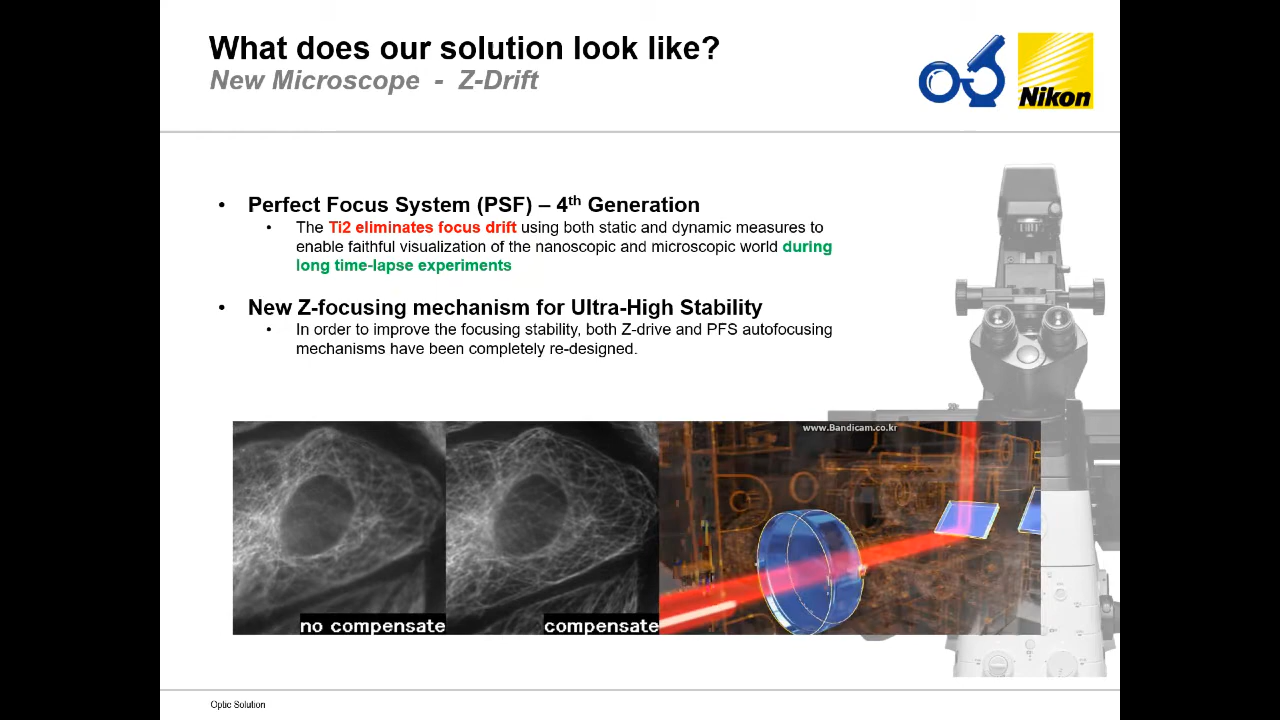 What does our solution look like?
New Microscope - Z-Drift
Nikon
• Perfect Focus System (PSF) – 4th Generation
• The Ti2 eliminates focus drift using both static and dynamic measures to
enable faithful visualization of the nanoscopic and microscopic world during
long time-lapse experiments
• New Z-focusing mechanism for Ultra-High Stability
• In order to improve the focusing stability, both Z-drive and PFS autofocusing
mechanisms have been completely re-designed.
www.Bandicam.co.kr
no compensate
compensate
Optic Solution